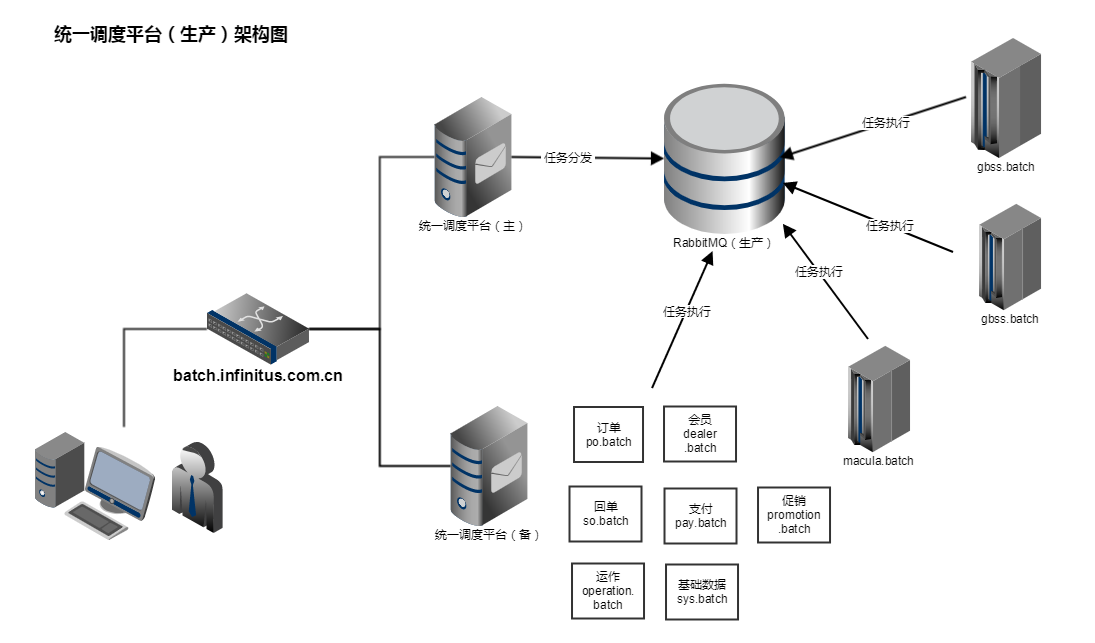 统一调度平台（生产）架构图
任务执行
gbss.batch
任务分发
统一调度平台（主）
RabbitMQ（生产）
任务执行
任务执行
gbss.batch
任务执行
batch.infinitus.com.cn
macula.batch
统一调度平台（备）
订单
po.batch
会员
dealer
.batch
回单
so.batch
支付
pay.batch
促销
promotion
.batch
运作
operation.
batch
基础数据
sys.batch